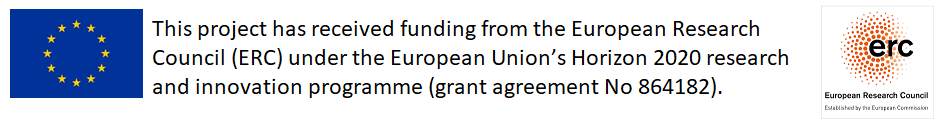 This project has received funding from the European Research
Council (ERC) under the European Union’s Horizon 2020 research
and innovation programme (grant agreement No 864182).
erc
European Research Council
Established by the European Commission